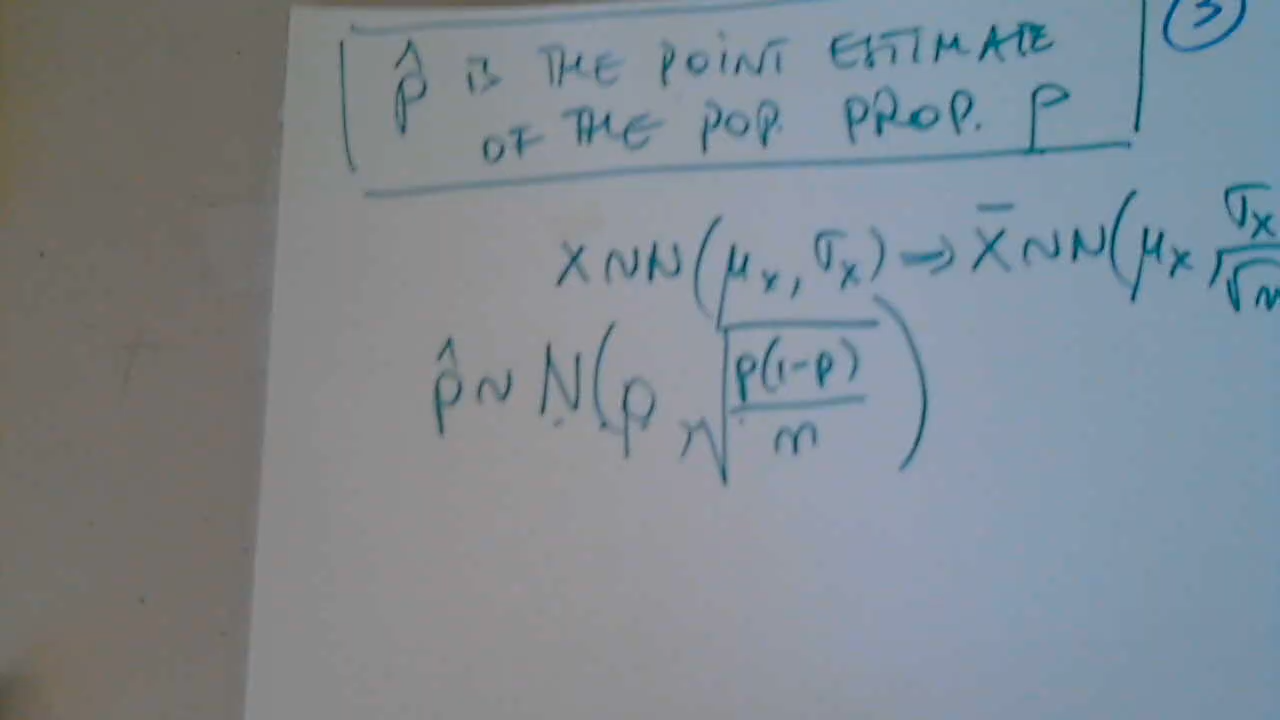 ③
p̂ IS THE POINT ESTIMATE
OF THE POP. PROP. p
X ~ N(μx, σx) → X̄ ~ N(μx, σx/√n
p̂ ~ N(p, √(p(1-p)/n))